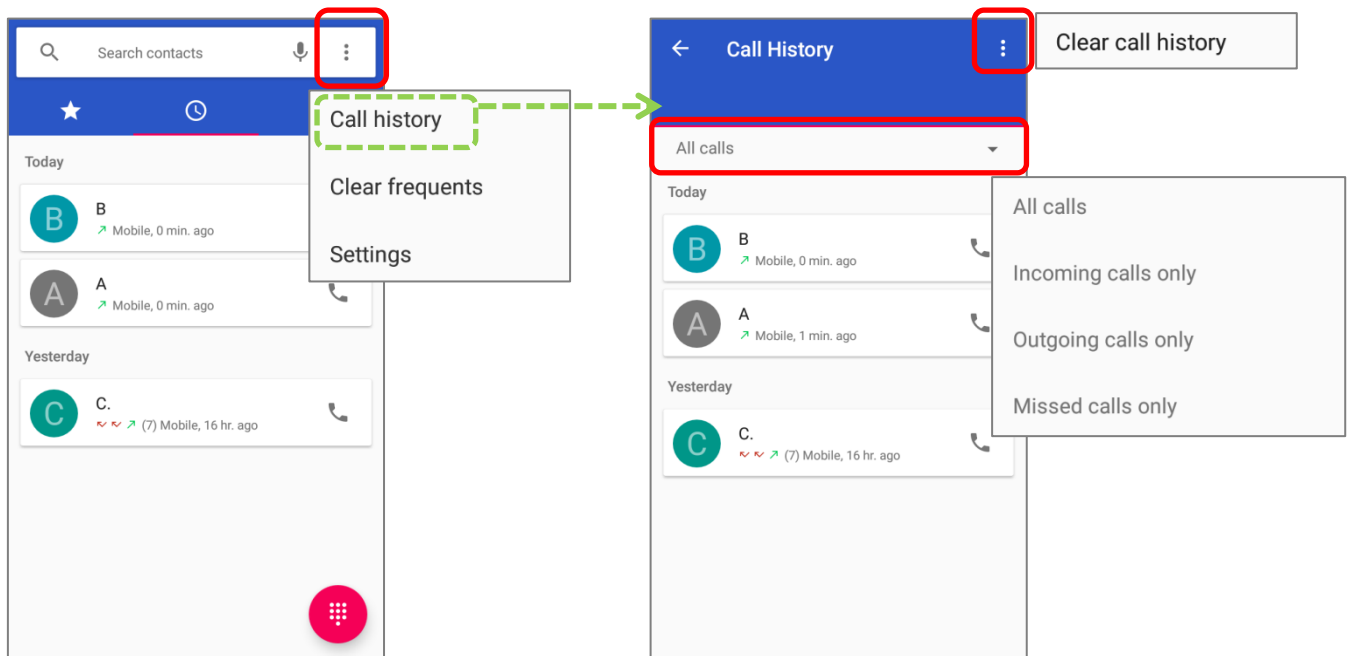 Search contacts
Call history
Clear frequents
Settings
Today
B
B
Mobile, 0 min. ago
A
A
Mobile, 0 min. ago
Yesterday
C
C.
(7) Mobile, 16 hr. ago
Call History
Clear call history
All calls
All calls
Incoming calls only
Outgoing calls only
Missed calls only
Today
B
B
Mobile, 0 min. ago
A
A
Mobile, 1 min. ago
Yesterday
C
C.
(7) Mobile, 16 hr. ago